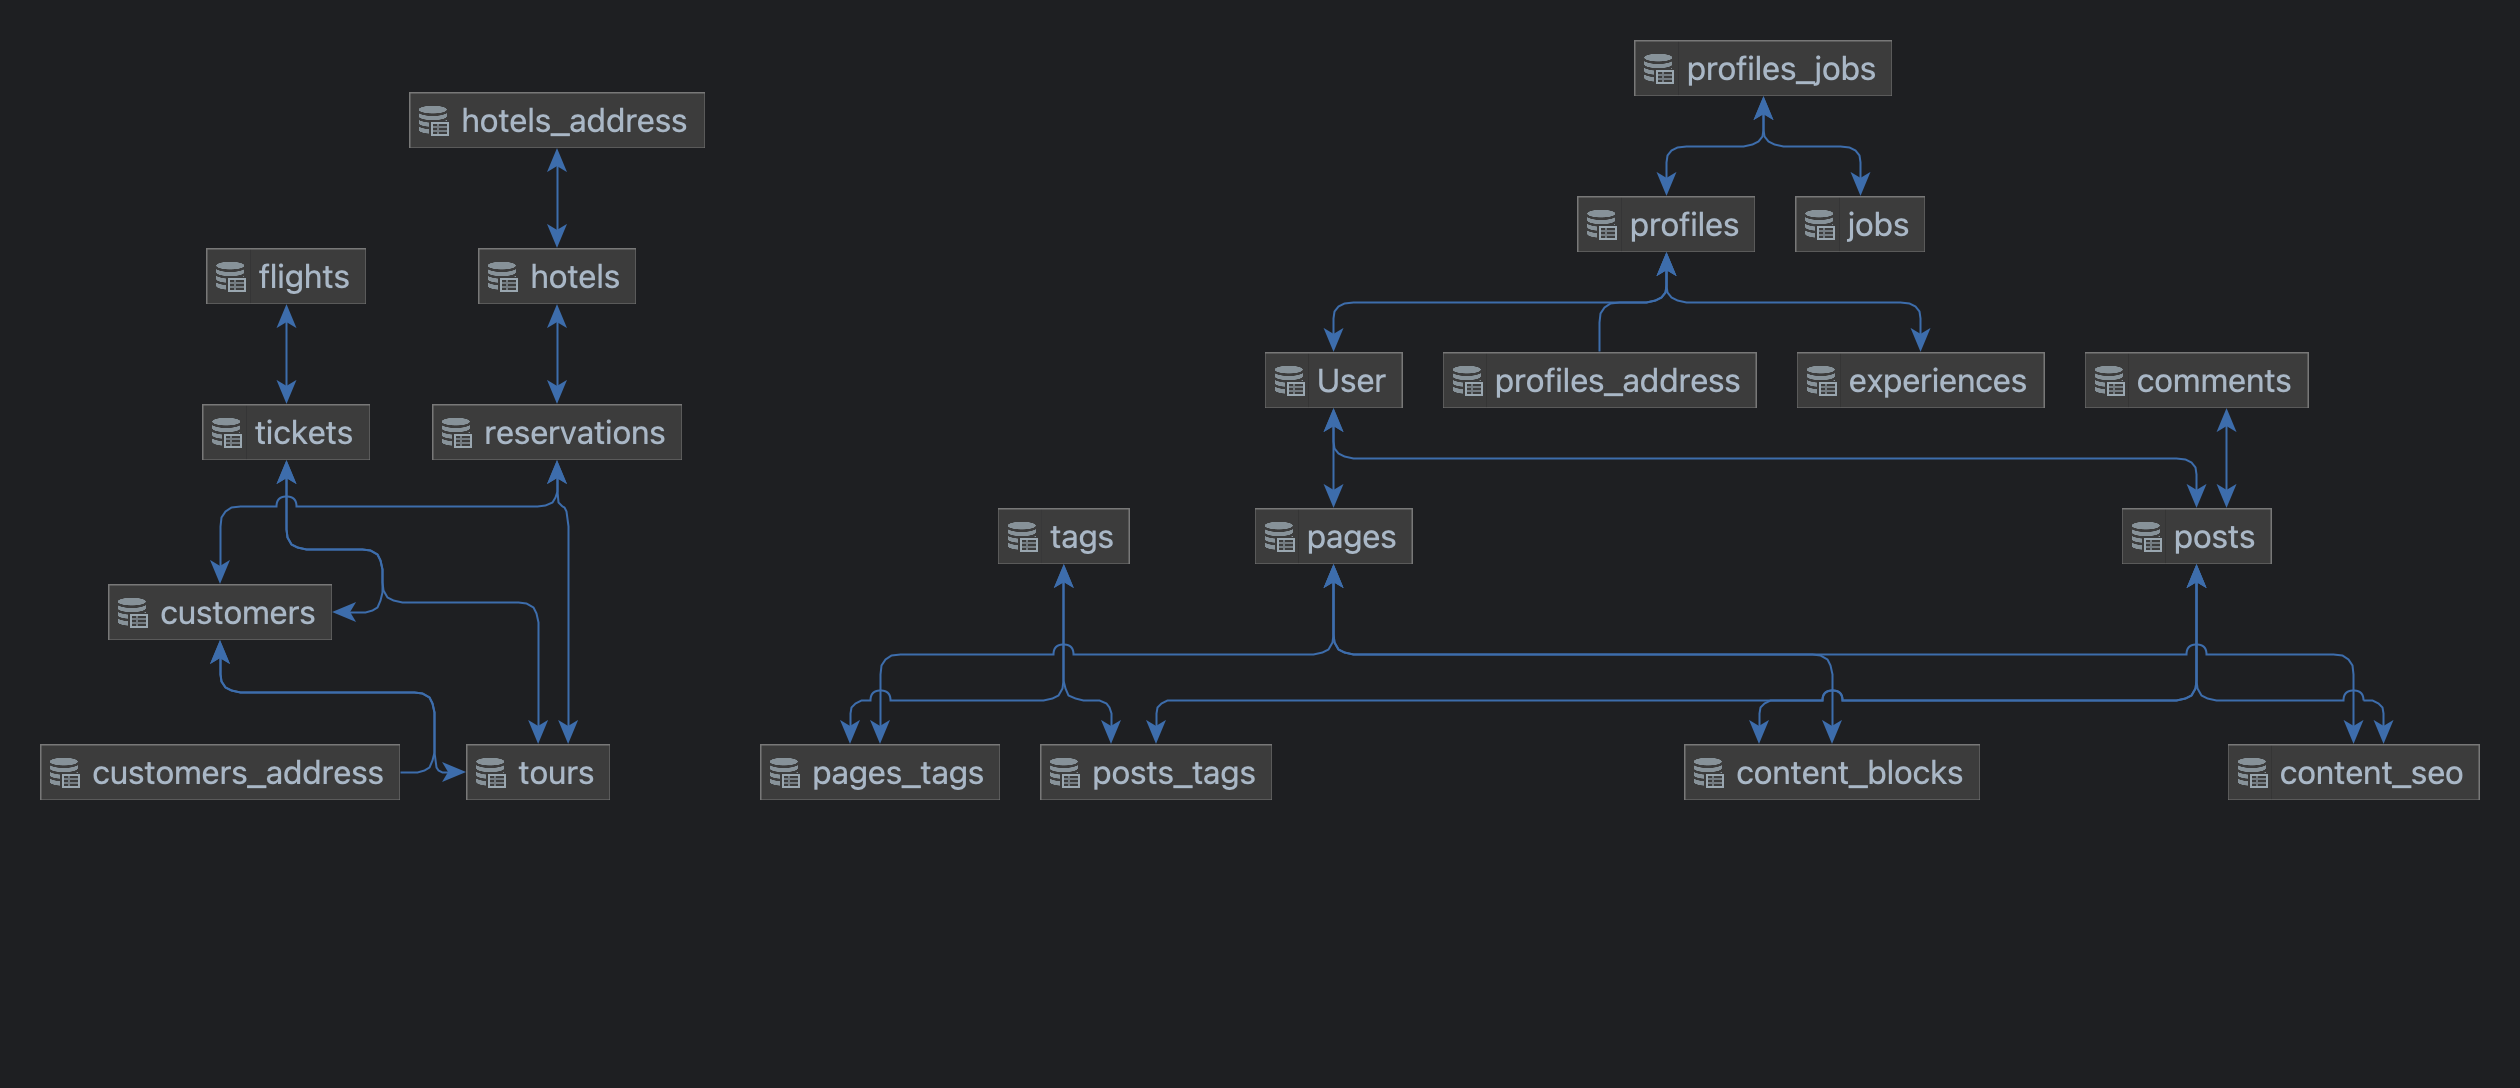 profiles_jobs
hotels_address
profiles
jobs
flights
hotels
User
profiles_address
experiences
comments
tickets
reservations
tags
pages
posts
customers
customers_address
tours
pages_tags
posts_tags
content_blocks
content_seo